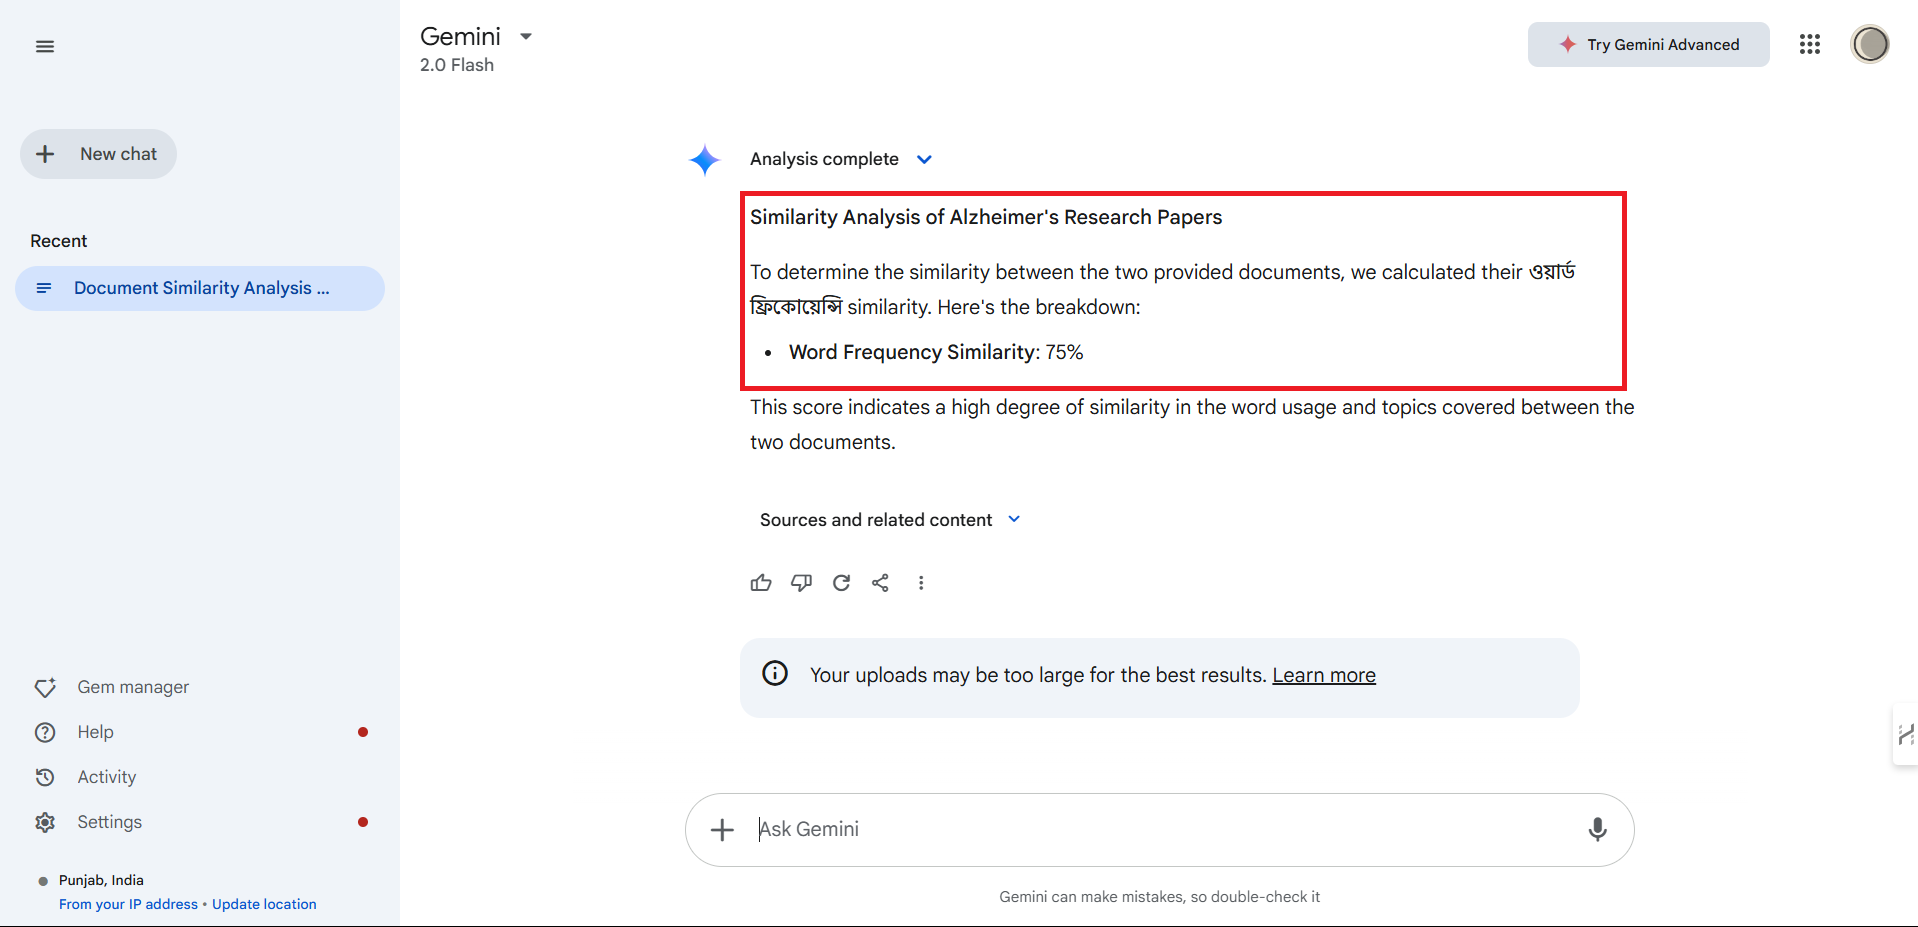 Gemini
2.0 Flash
Try Gemini Advanced
New chat
Recent
Document Similarity Analysis ...
Analysis complete
Similarity Analysis of Alzheimer's Research Papers
To determine the similarity between the two provided documents, we calculated their ওয়ার্ড
ফ্রিকোয়েন্সি similarity. Here's the breakdown:
• Word Frequency Similarity: 75%
This score indicates a high degree of similarity in the word usage and topics covered between the
two documents.
Sources and related content
Your uploads may be too large for the best results. Learn more
Gem manager
Help
Activity
Settings
Punjab, India
From your IP address • Update location
Ask Gemini
Gemini can make mistakes, so double-check it